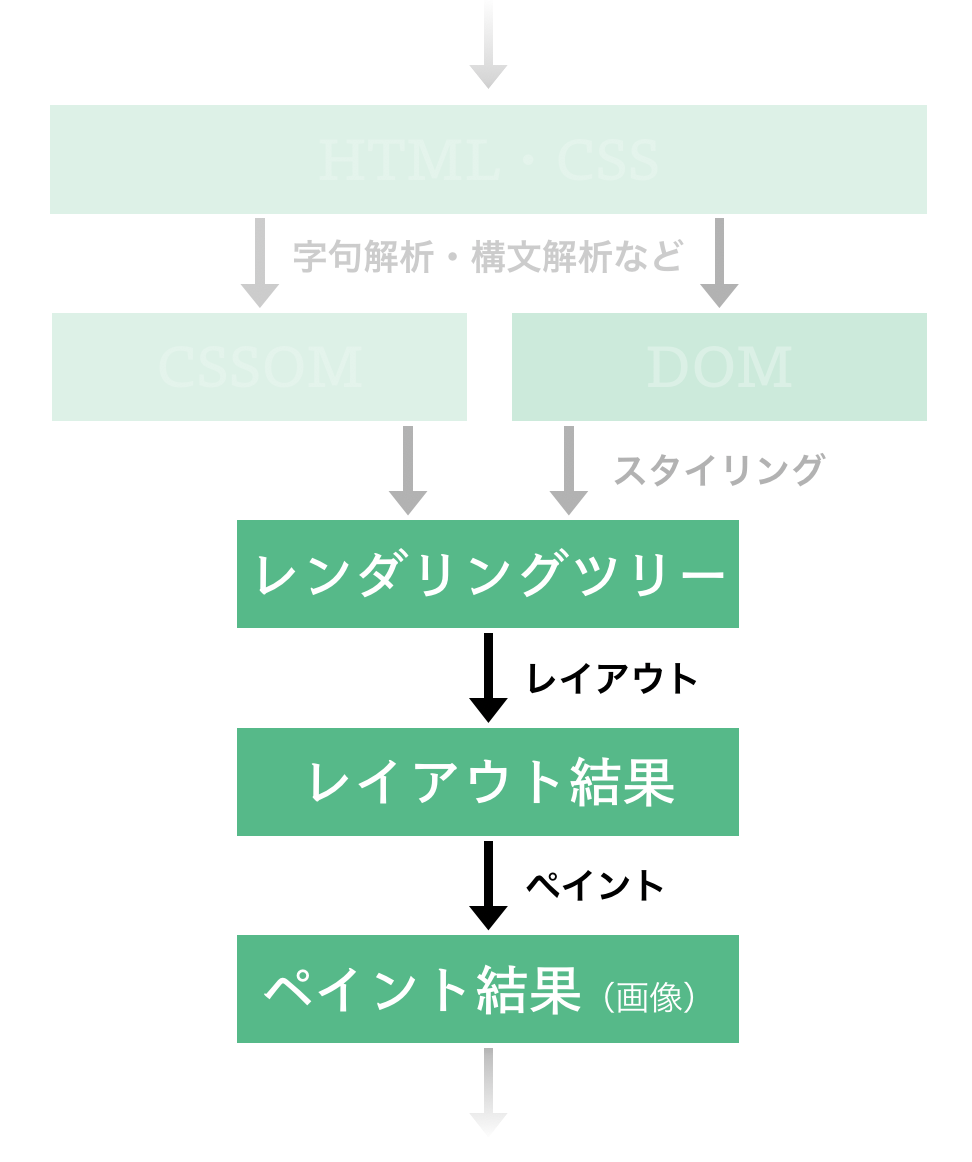 HTML・CSS
字句解析・構文解析など
CSSOM
DOM
スタイリング
レンダリングツリー
レイアウト
レイアウト結果
ペイント
ペイント結果（画像）